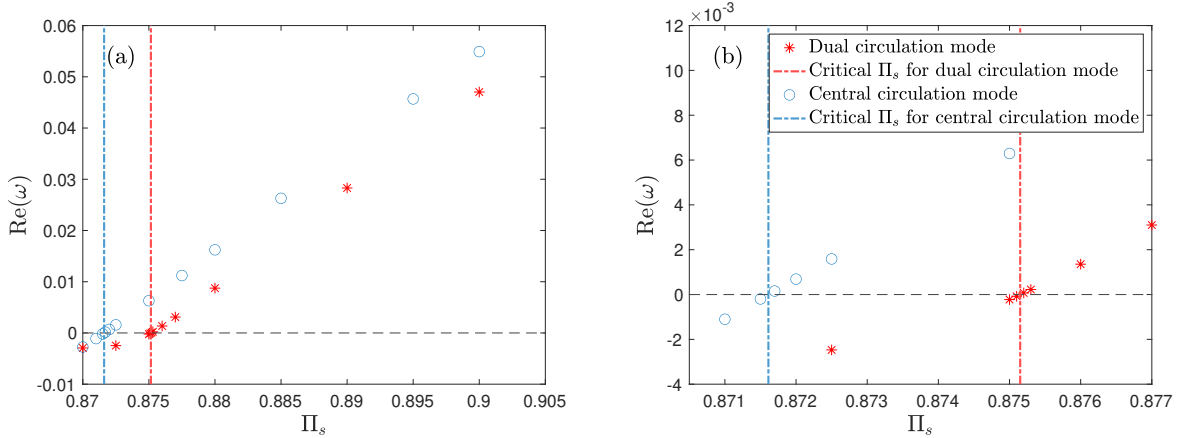 (a)
0.06
0.05
0.04
0.03
0.02
0.01
0
-0.01
Re(ω)
0.87 0.875 0.88 0.885 0.89 0.895 0.9 0.905
Πs
×10⁻³
(b)
12
10
8
6
4
2
0
-2
-4
Re(ω)
Dual circulation mode
Critical Πs for dual circulation mode
Central circulation mode
Critical Πs for central circulation mode
0.871 0.872 0.873 0.874 0.875 0.876 0.877
Πs